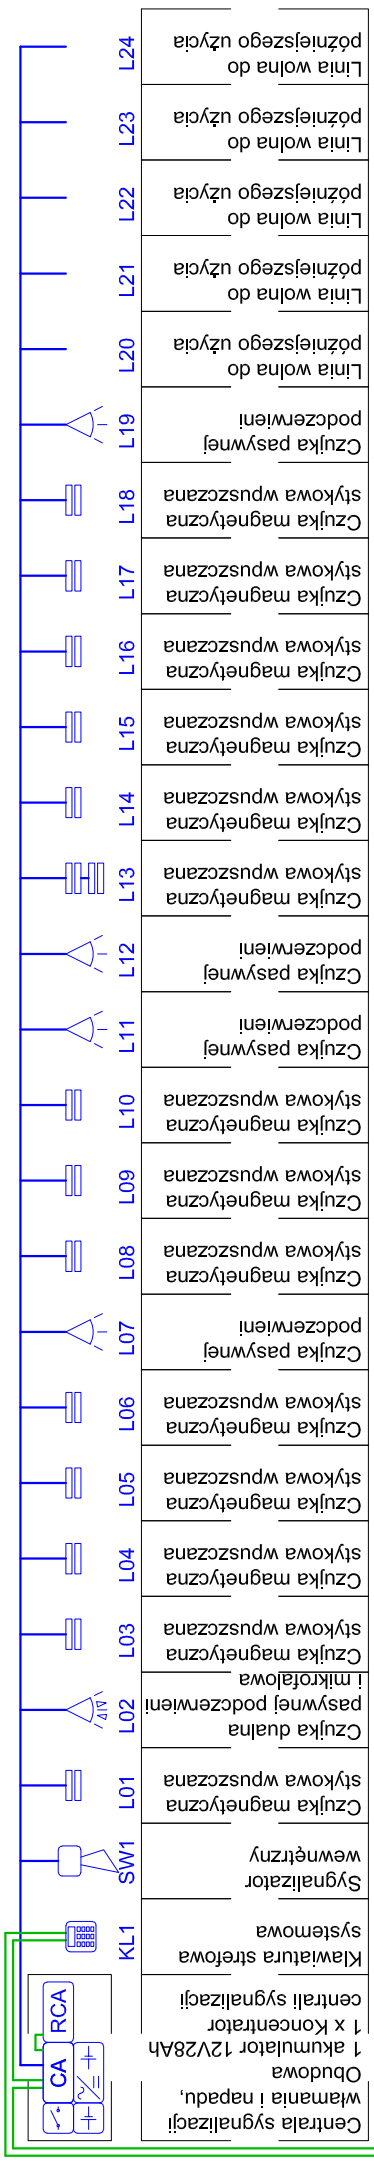 L24
Linia wolna do
późniejszego użycia
L23
Linia wolna do
późniejszego użycia
L22
Linia wolna do
późniejszego użycia
L21
Linia wolna do
późniejszego użycia
L20
Linia wolna do
późniejszego użycia
L19
Czujka pasywnej
podczerwieni
L18
Czujka magnetyczna
stykowa wpuszczana
L17
Czujka magnetyczna
stykowa wpuszczana
L16
Czujka magnetyczna
stykowa wpuszczana
L15
Czujka magnetyczna
stykowa wpuszczana
L14
Czujka magnetyczna
stykowa wpuszczana
L13
Czujka magnetyczna
stykowa wpuszczana
L12
Czujka pasywnej
podczerwieni
L11
Czujka pasywnej
podczerwieni
L10
Czujka magnetyczna
stykowa wpuszczana
L09
Czujka magnetyczna
stykowa wpuszczana
L08
Czujka magnetyczna
stykowa wpuszczana
L07
Czujka pasywnej
podczerwieni
L06
Czujka magnetyczna
stykowa wpuszczana
L05
Czujka magnetyczna
stykowa wpuszczana
L04
Czujka magnetyczna
stykowa wpuszczana
L03
Czujka magnetyczna
stykowa wpuszczana
L02
Czujka dualna
pasywnej podczerwieni
i mikrofalowa
L01
Czujka magnetyczna
stykowa wpuszczana
SW1
Sygnalizator
wewnętrzny
KL1
Klawiatura strefowa
systemowa
RCA
CA
Centrala sygnalizacji
włamania i napadu,
Obudowa
1 akumulator 12V28Ah
1 x Koncentrator
centrali sygnalizacji